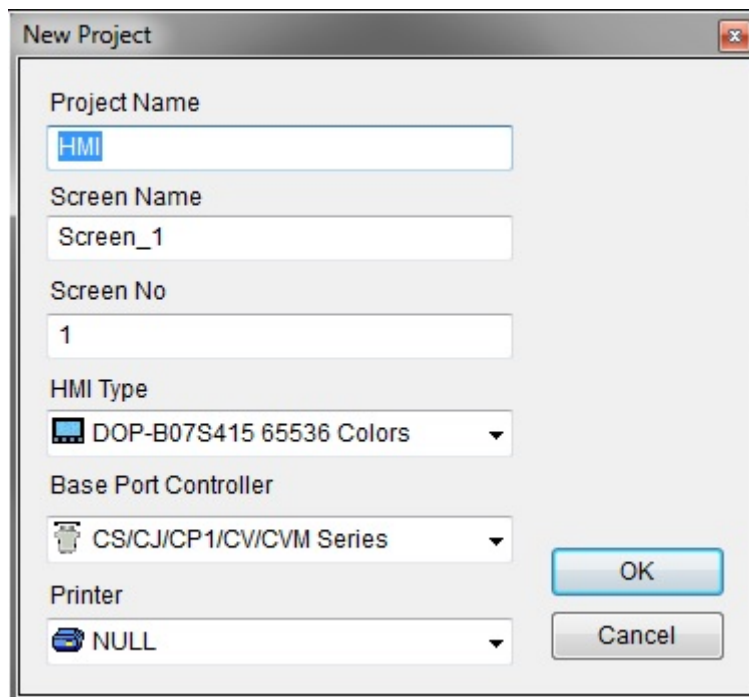 New Project
Project Name
HMI
Screen Name
Screen_1
Screen No
1
HMI Type
DOP-B07S415 65536 Colors
Base Port Controller
CS/CJ/CP1/CV/CVM Series
OK
Printer
NULL
Cancel